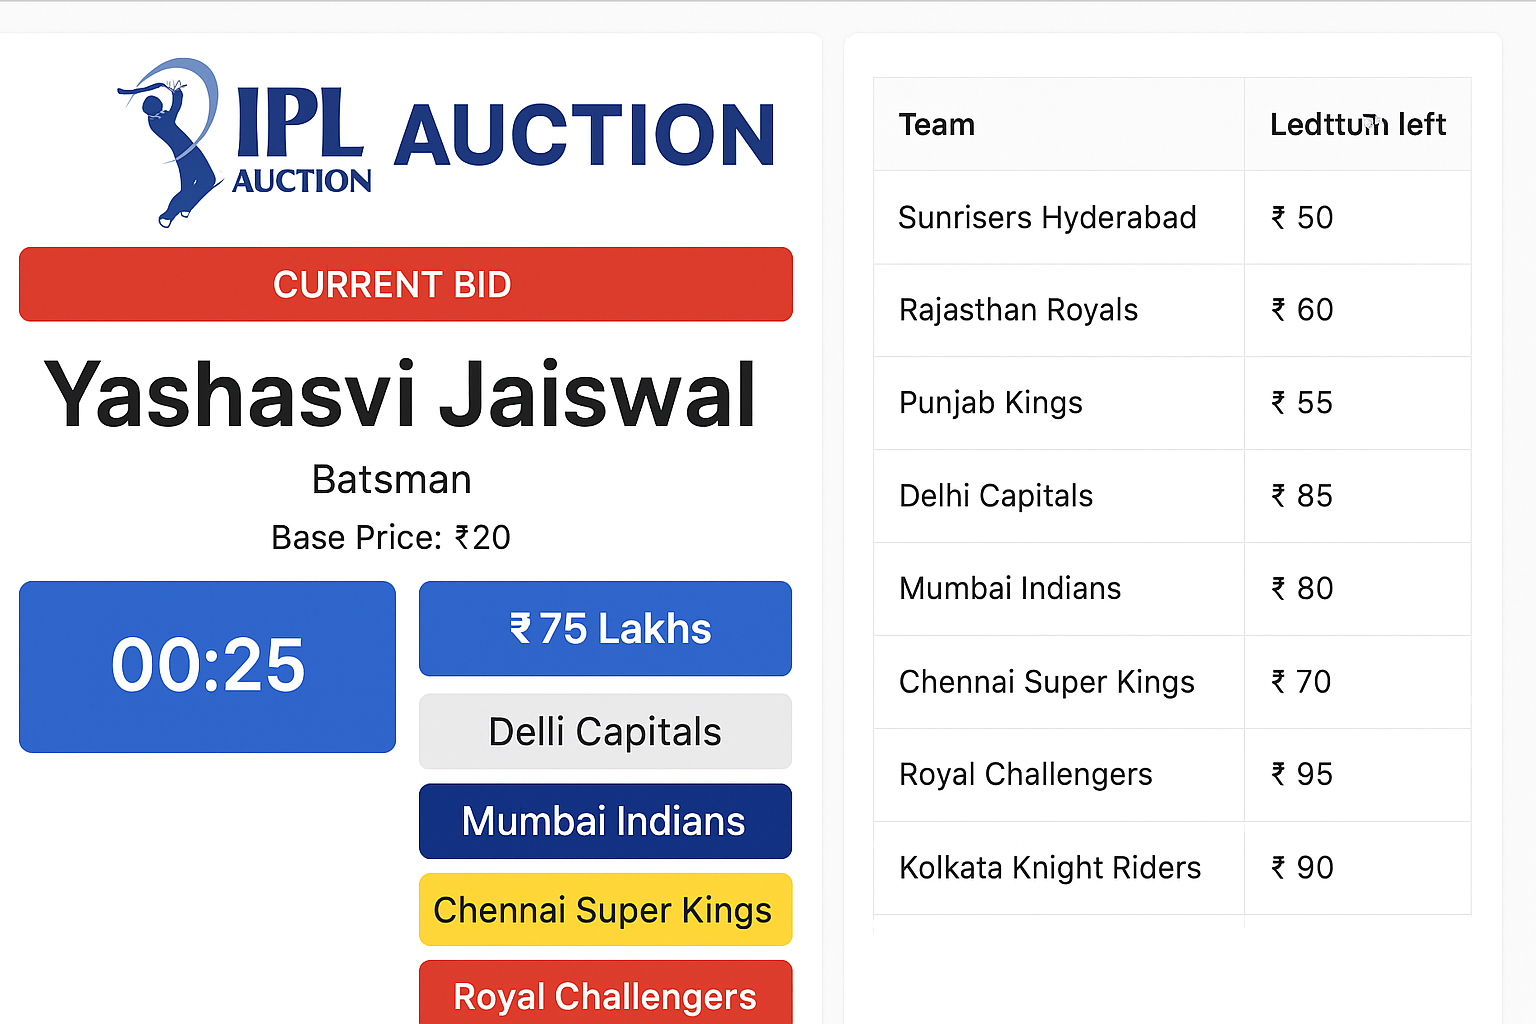 IPL
AUCTION
AUCTION
CURRENT BID
Yashasvi Jaiswal
Batsman
Base Price: ₹20
00:25
₹ 75 Lakhs
Delli Capitals
Mumbai Indians
Chennai Super Kings
Royal Challengers
Team left
Sunrisers Hyderabad ₹ 50
Rajasthan Royals ₹ 60
Punjab Kings ₹ 55
Delhi Capitals ₹ 85
Mumbai Indians ₹ 80
Chennai Super Kings ₹ 70
Royal Challengers ₹ 95
Kolkata Knight Riders ₹ 90